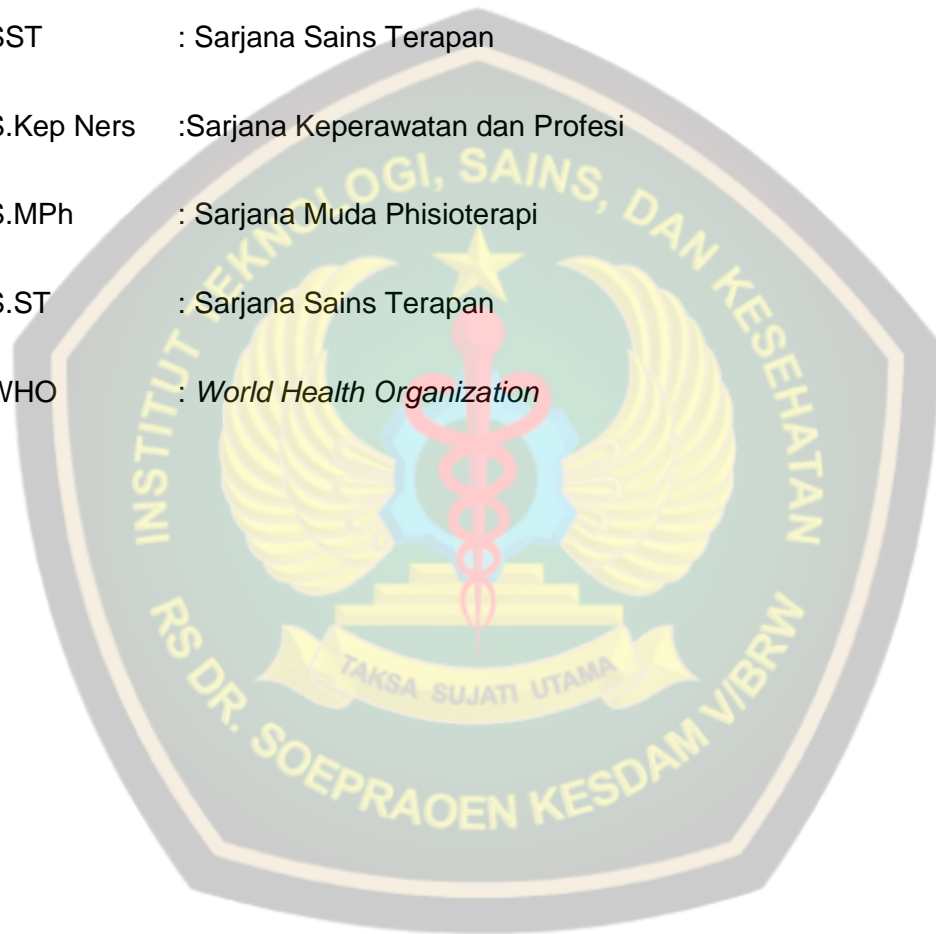 SST : Sarjana Sains Terapan
S.Kep Ners :Sarjana Keperawatan dan Profesi
S.MPh : Sarjana Muda Phisioterapi
S.ST : Sarjana Sains Terapan
WHO : World Health Organization
INSTITUT TEKNOLOGI, SAINS, DAN KESEHATAN
TAKSA SUJATI UTAMA
RS DR. SOEPRAOEN KESDAM V/BRW